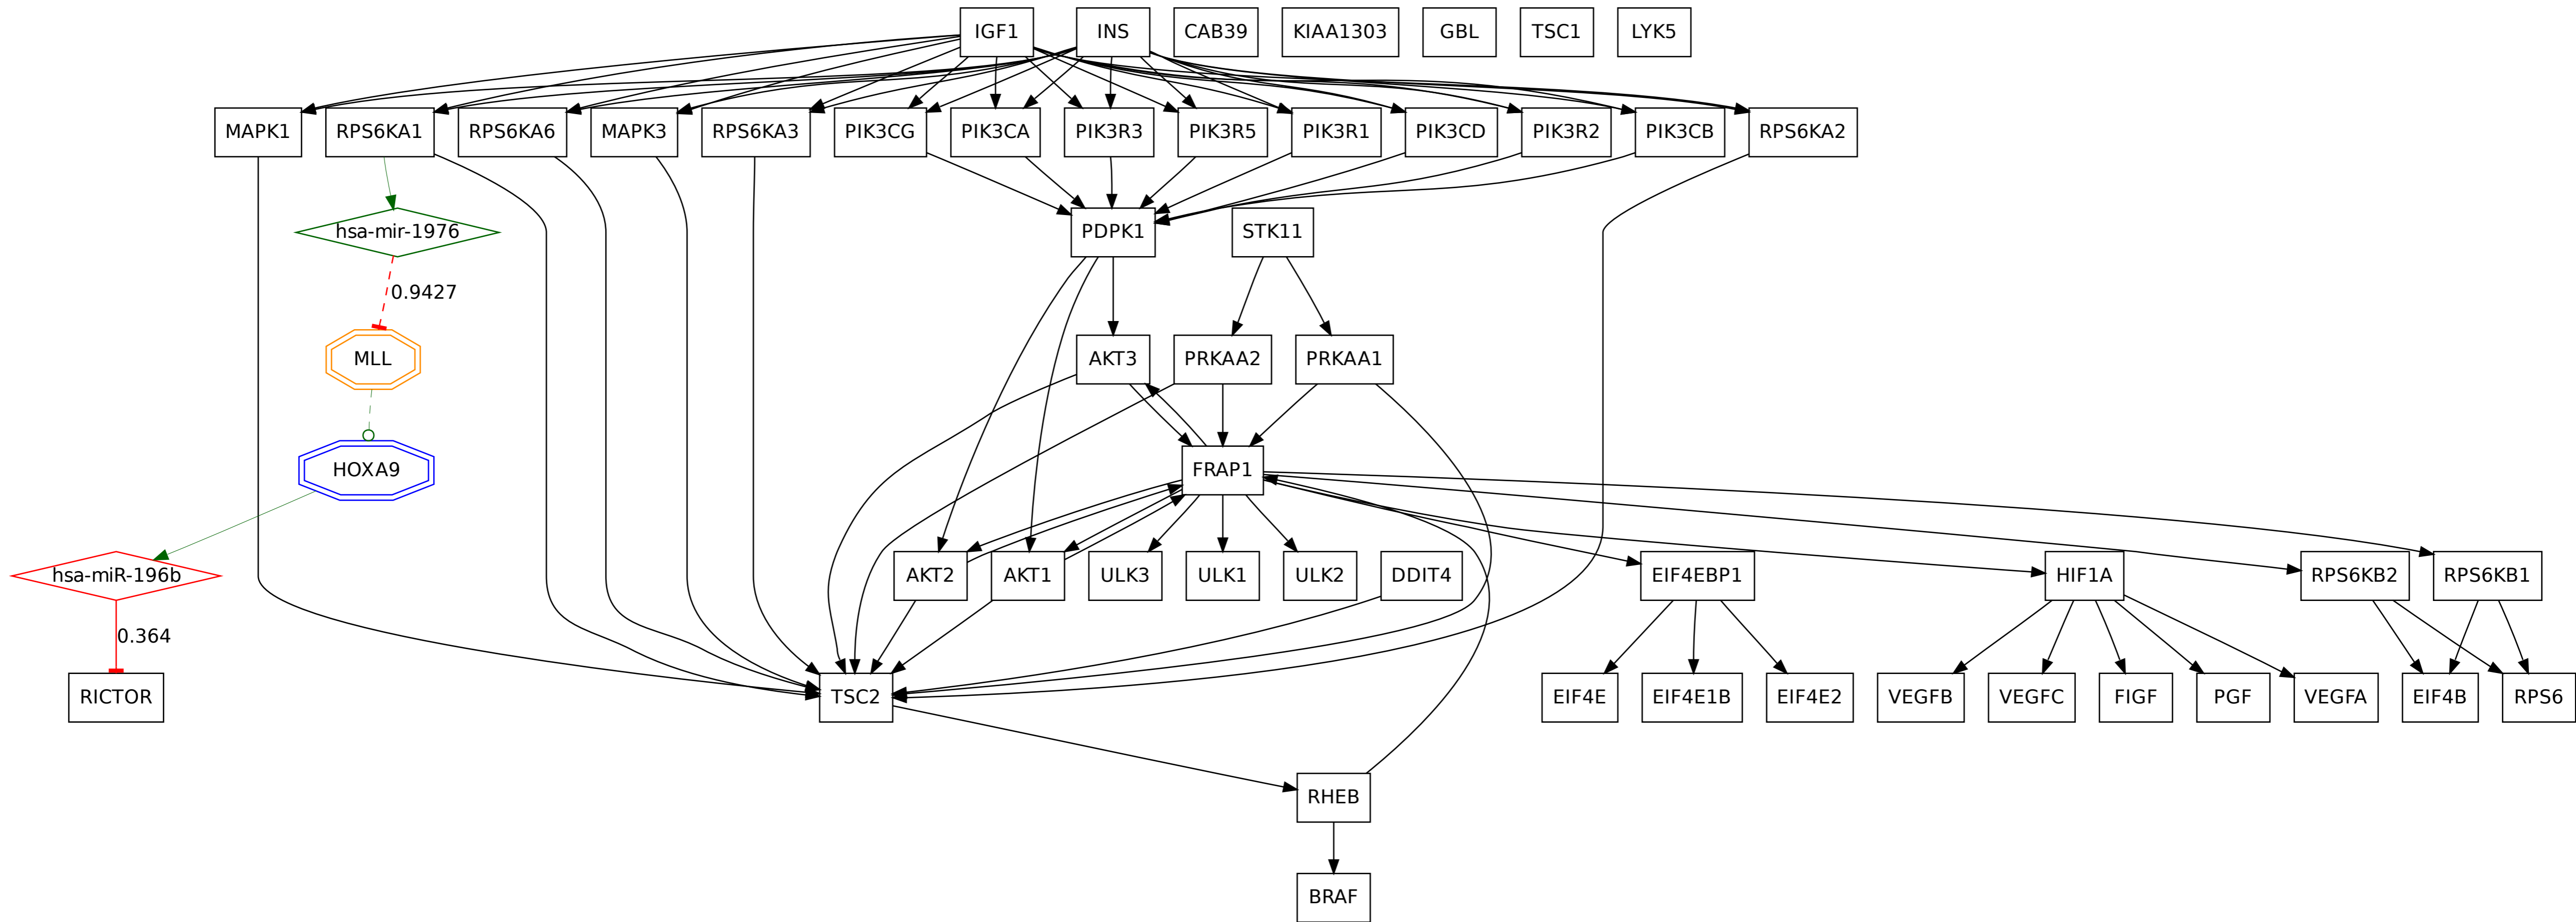 IGF1
INS
CAB39
KIAA1303
GBL
TSC1
LYK5
MAPK1
RPS6KA1
RPS6KA6
MAPK3
RPS6KA3
PIK3CG
PIK3CA
PIK3R3
PIK3R5
PIK3R1
PIK3CD
PIK3R2
PIK3CB
RPS6KA2
hsa-mir-1976
PDPK1
STK11
0.9427
MLL
AKT3
PRKAA2
PRKAA1
HOXA9
FRAP1
hsa-miR-196b
AKT2
AKT1
ULK3
ULK1
ULK2
DDIT4
EIF4EBP1
HIF1A
RPS6KB2
RPS6KB1
0.364
RICTOR
TSC2
EIF4E
EIF4E1B
EIF4E2
VEGFB
VEGFC
FIGF
PGF
VEGFA
EIF4B
RPS6
RHEB
BRAF